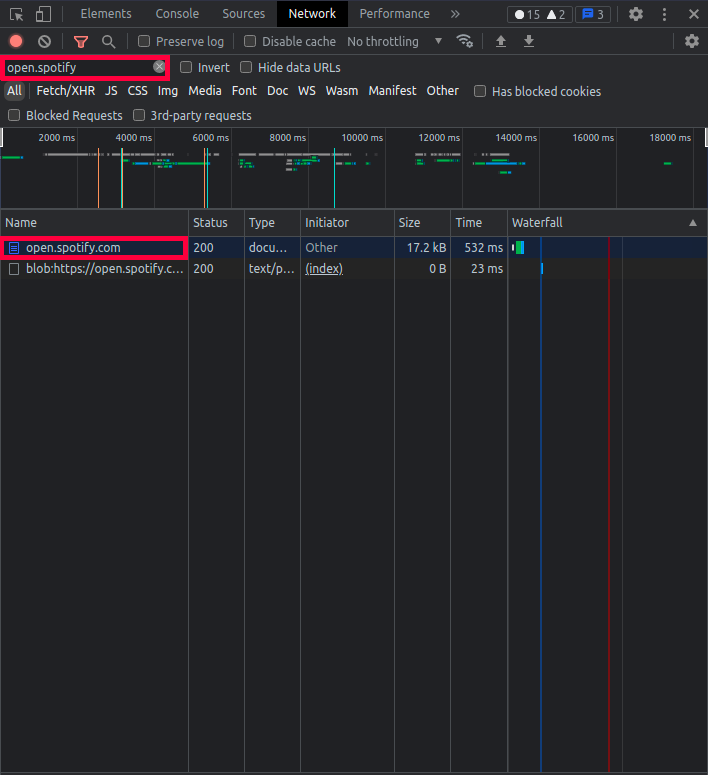 Elements Console Sources Network Recorder Performance » 15 2 3
Preserve log Disable cache No throttling
open.spotify Invert Hide data URLs
All Fetch/XHR JS CSS Img Media Font Doc WS Wasm Manifest Other Has blocked cookies
Blocked Requests 3rd-party requests
2000 ms 4000 ms 6000 ms 8000 ms 10000 ms 12000 ms 14000 ms 16000 ms 18000 ms
Name Status Type Initiator Size Time Waterfall
open.spotify.com 200 docu... Other 17.2 kB 532 ms
blob:https://open.spotify.c... 200 text/p... (index) 0 B 23 ms